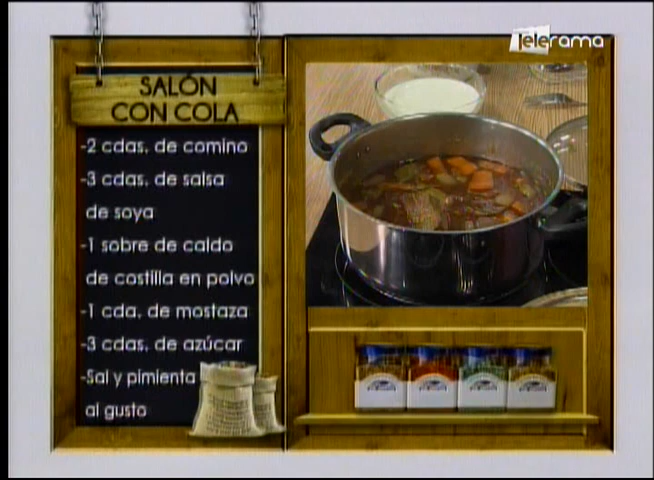 Telerama
SALÓN
CON COLA
-2 cdas. de comino
-3 cdas. de salsa
de soya
-1 sobre de caldo
de costilla en polvo
-1 cda. de mostaza
-3 cdas. de azúcar
-Sal y pimienta
al gusto